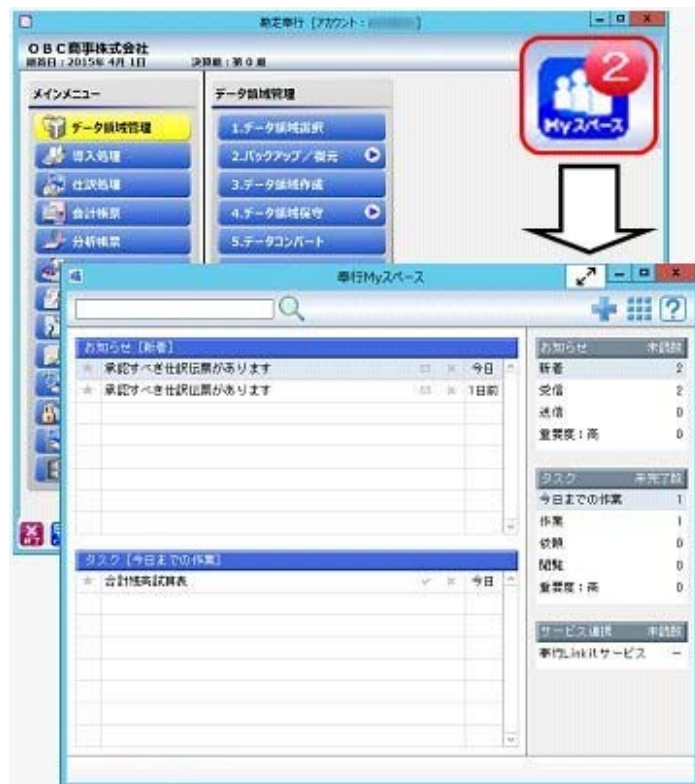 勘定奉行 [アカウント: ]
OBC商事株式会社
開始日:2015年 4月 1日 決算期:第 0 期
メインメニュー
データ領域管理
導入処理
仕訳処理
会計帳票
分析帳票
データ領域管理
1.データ領域選択
2.バックアップ/復元
3.データ領域作成
4.データ領域保守
5.データコンバート
2
Myスペース
終了
奉行Myスペース
お知らせ [新着]
承認すべき仕訳伝票があります 今日
承認すべき仕訳伝票があります 1日前
タスク [今日までの作業]
合計残高試算表 今日
お知らせ 未読数
新着 2
受信 2
送信 0
重要度:高 0
タスク 未完了数
今日までの作業 1
作業 1
依頼 0
閲覧 0
重要度:高 0
サービス連携 未読数
奉行Linkitサービス -